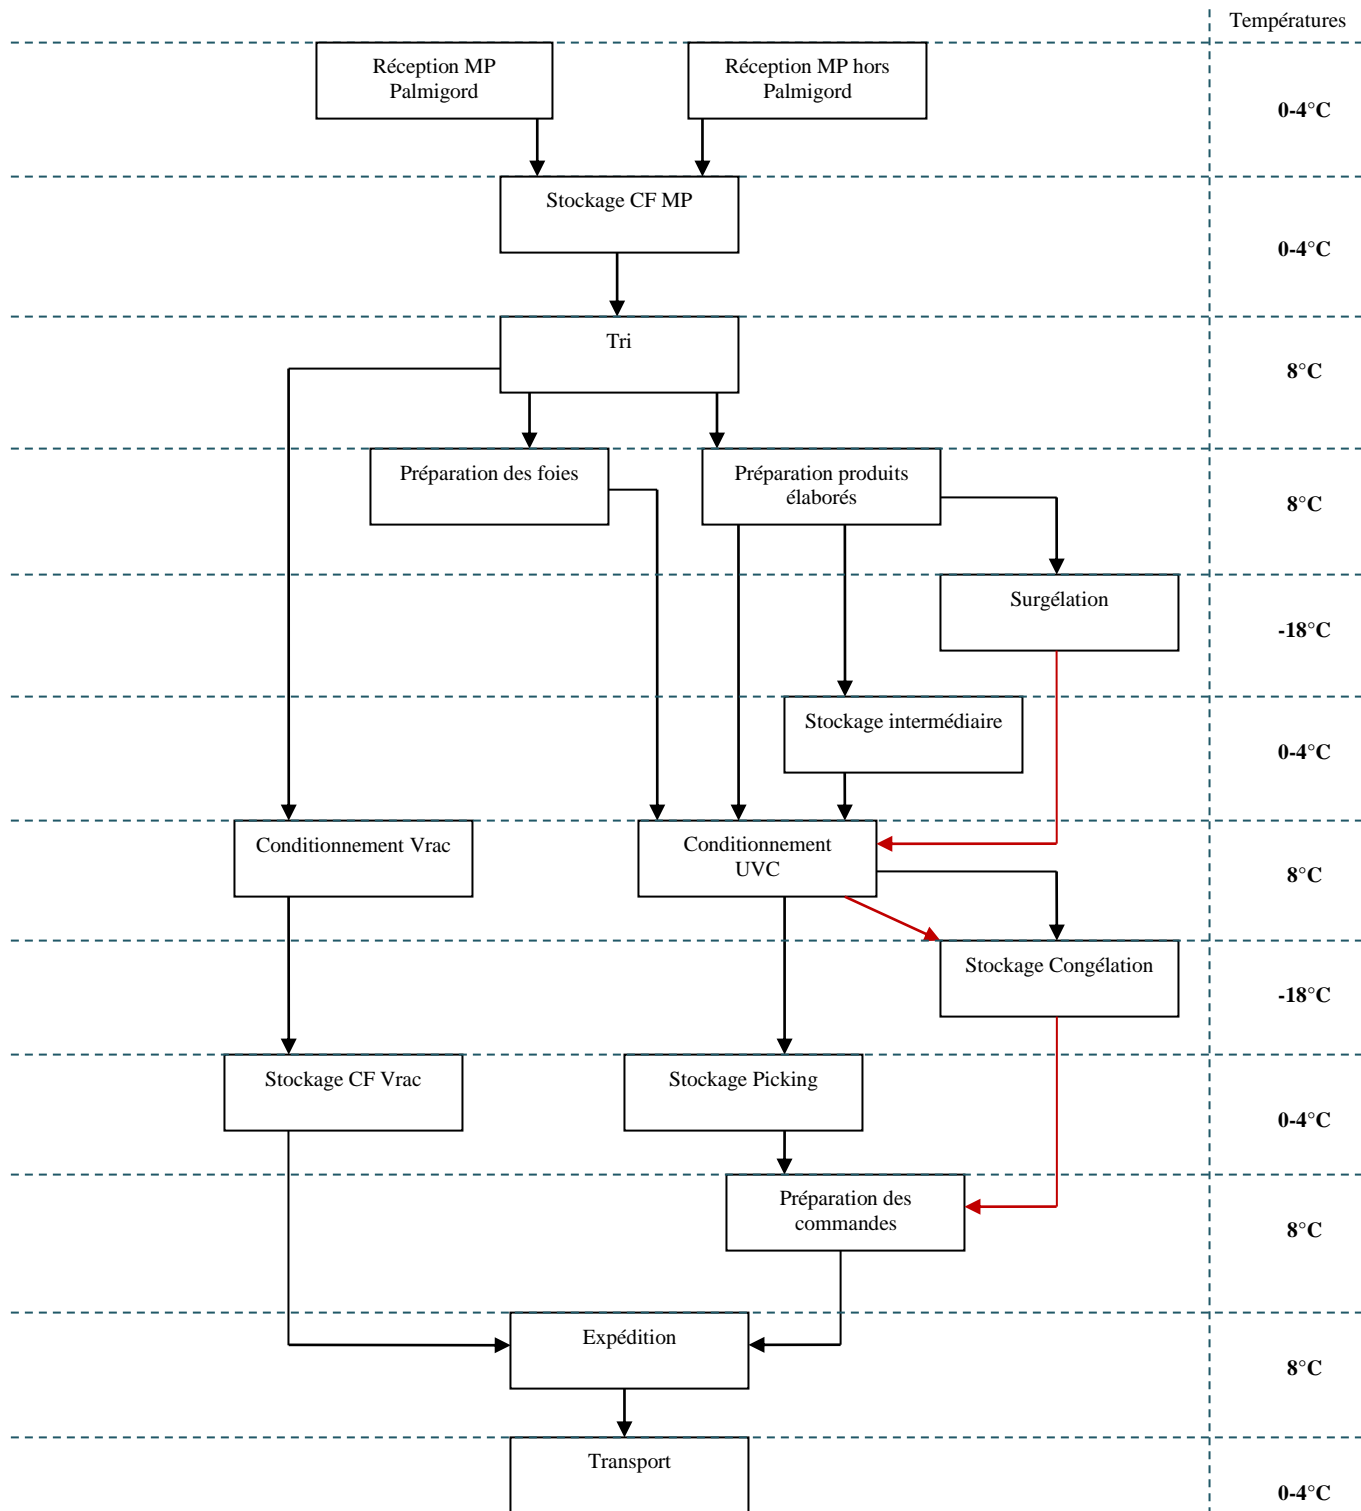 Températures
Réception MP
Palmigord
Réception MP hors
Palmigord
0-4°C
Stockage CF MP
0-4°C
Tri
8°C
Préparation des foies
Préparation produits
élaborés
8°C
Surgélation
-18°C
Stockage intermédiaire
0-4°C
Conditionnement Vrac
Conditionnement
UVC
8°C
Stockage Congélation
-18°C
Stockage CF Vrac
Stockage Picking
0-4°C
Préparation des
commandes
8°C
Expédition
8°C
Transport
0-4°C